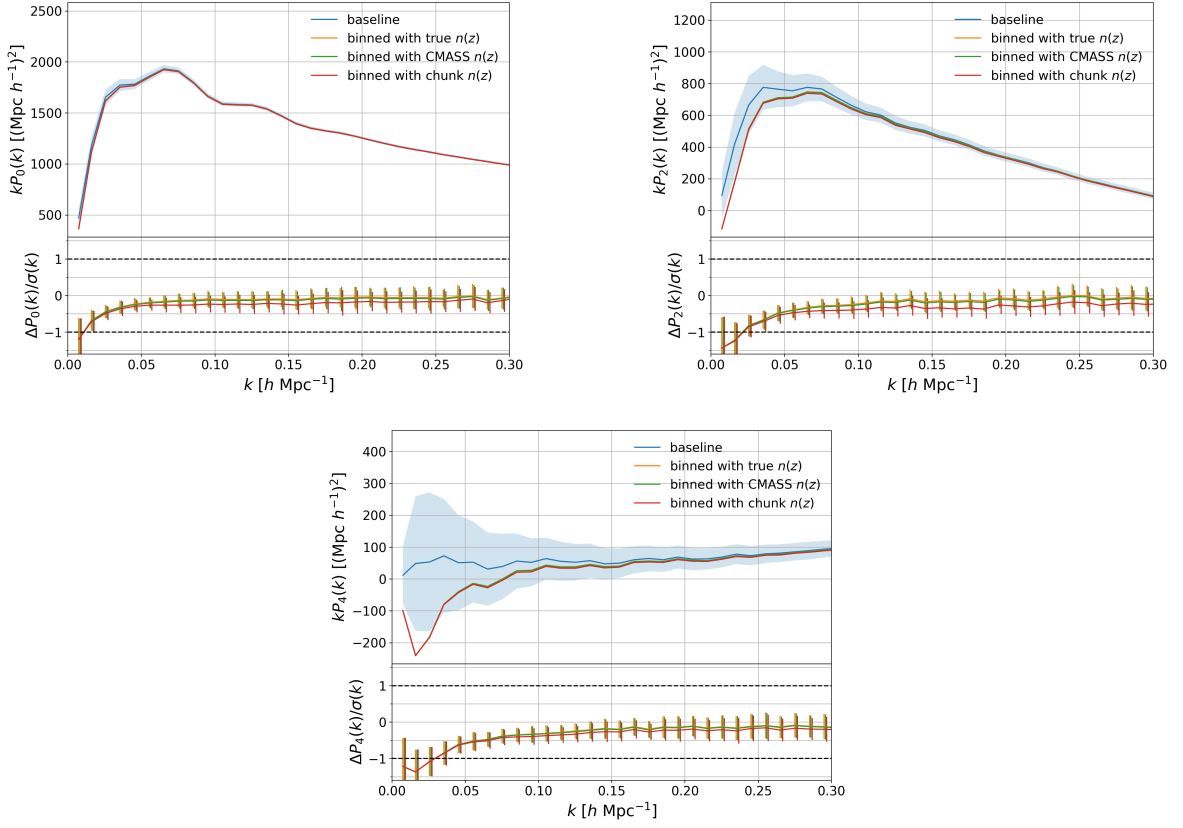 baseline
binned with true n(z)
binned with CMASS n(z)
binned with chunk n(z)
kP₀(k) [(Mpc h⁻¹)²]
2500
2000
1500
1000
500
ΔP₀(k)/σ(k)
1
0
−1
0.00 0.05 0.10 0.15 0.20 0.25 0.30
k [h Mpc⁻¹]
baseline
binned with true n(z)
binned with CMASS n(z)
binned with chunk n(z)
kP₂(k) [(Mpc h⁻¹)²]
1200
1000
800
600
400
200
0
ΔP₂(k)/σ(k)
1
0
−1
0.00 0.05 0.10 0.15 0.20 0.25 0.30
k [h Mpc⁻¹]
baseline
binned with true n(z)
binned with CMASS n(z)
binned with chunk n(z)
kP₄(k) [(Mpc h⁻¹)²]
400
300
200
100
0
−100
−200
ΔP₄(k)/σ(k)
1
0
−1
0.00 0.05 0.10 0.15 0.20 0.25 0.30
k [h Mpc⁻¹]